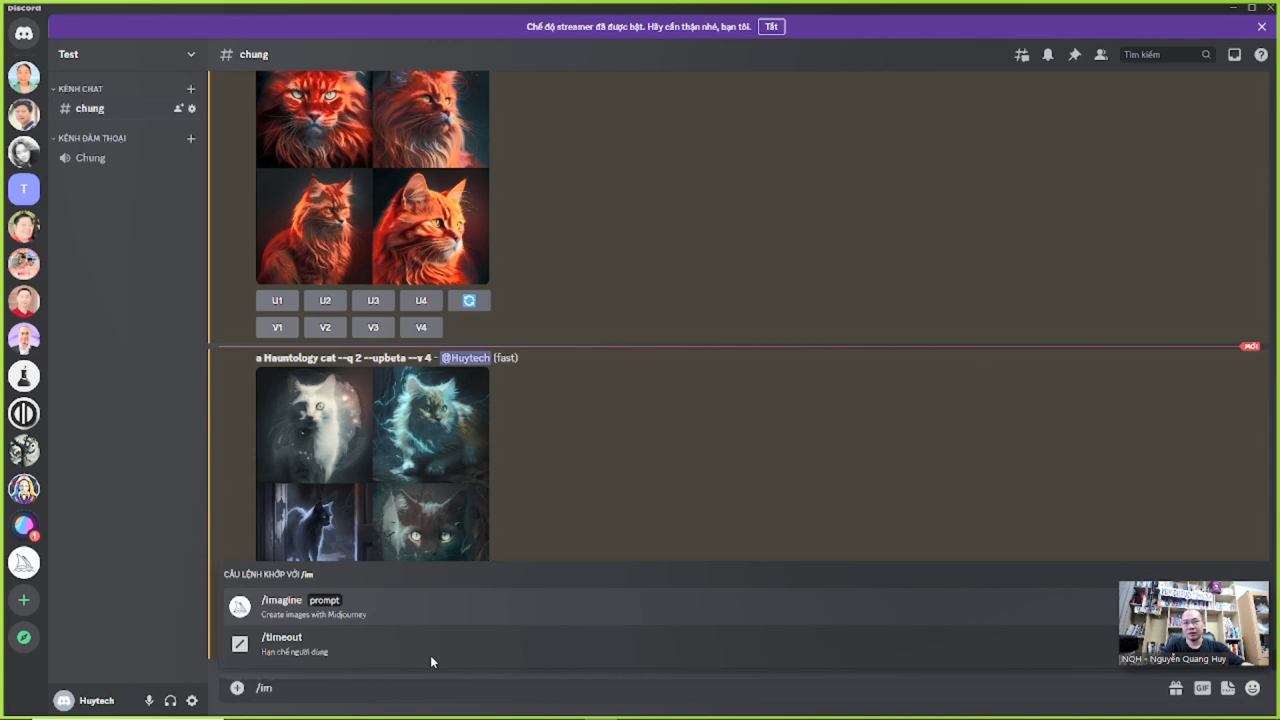 Discord
Chế độ streamer đã được bật. Hãy cẩn thận nhé, bạn tôi. Tắt
Test
# chung
Tìm kiếm
KÊNH CHAT
# chung
KÊNH ĐÀM THOẠI
Chung
T
U1 U2 U3 U4
V1 V2 V3 V4
MỚI
a Hauntology cat --q 2 --upbeta --v 4 - @Huytech (fast)
CÂU LỆNH KHỚP VỚI /im
/imagine prompt
Create images with Midjourney
/timeout
Hạn chế người dùng
NQH - Nguyễn Quang Huy
1
Huytech
/im
GIF